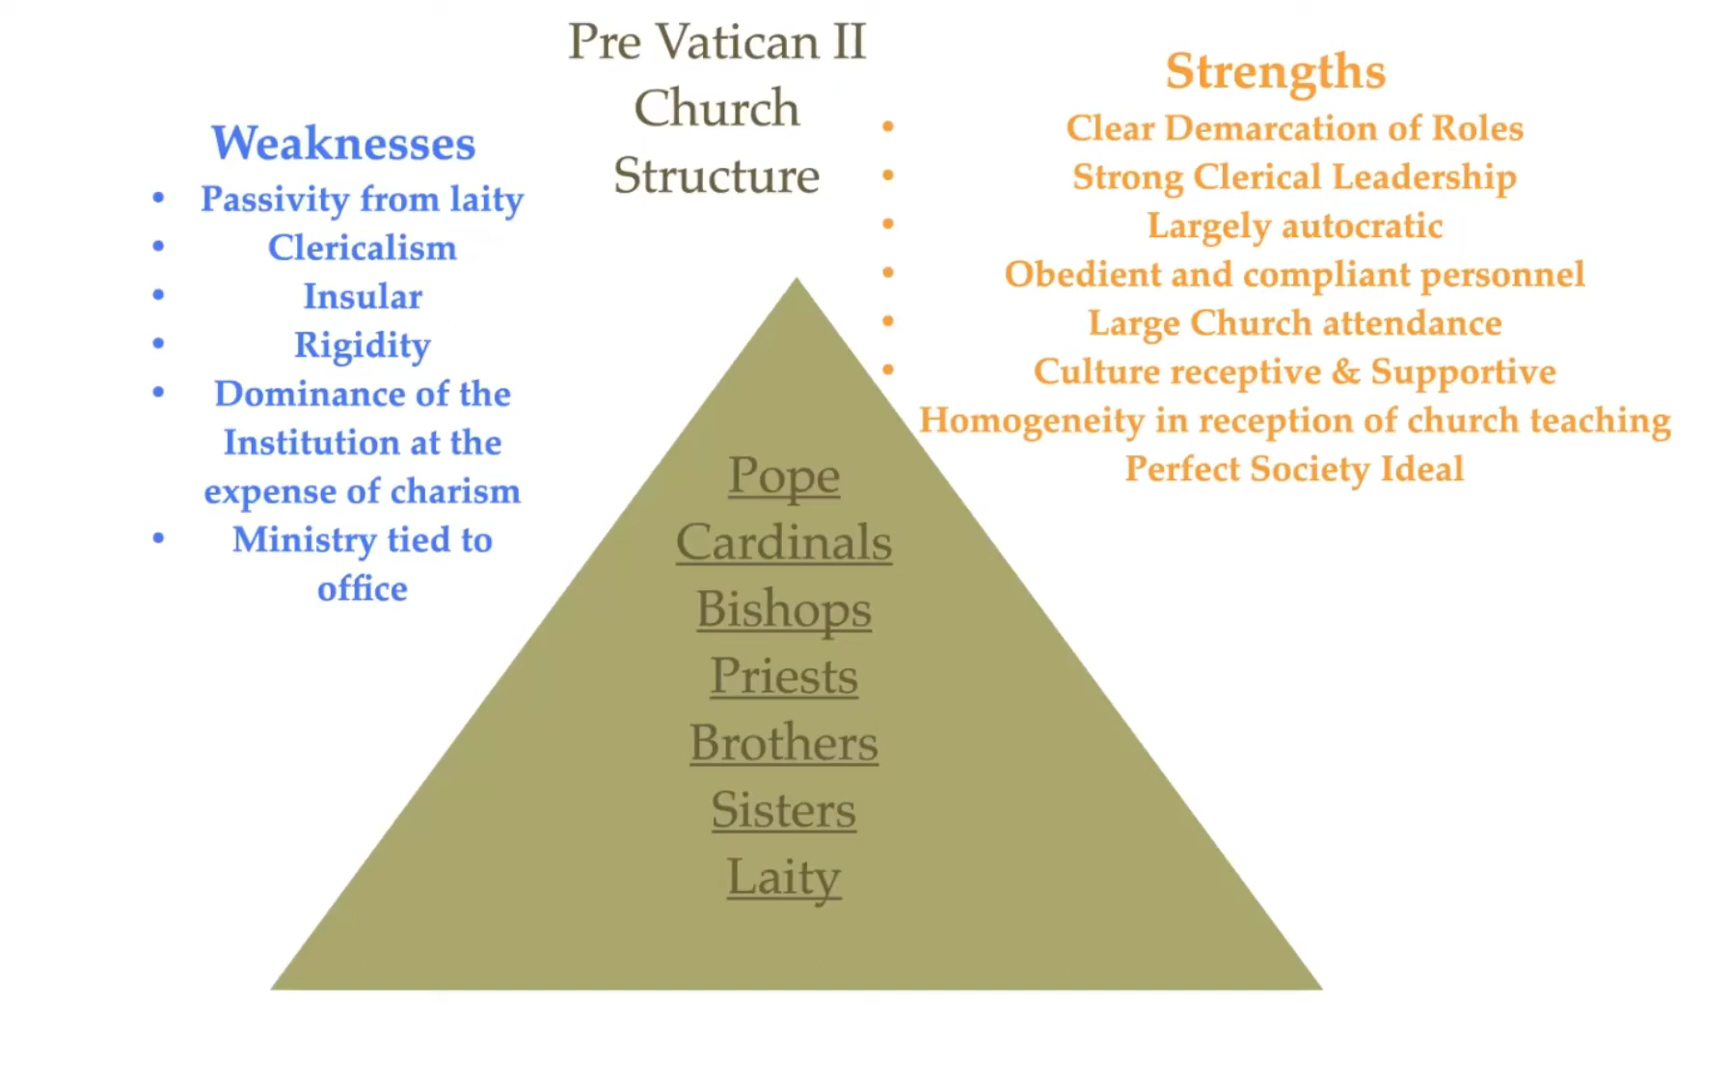 Pre Vatican II
Church
Structure
Weaknesses
• Passivity from laity
• Clericalism
• Insular
• Rigidity
• Dominance of the
Institution at the
expense of charism
• Ministry tied to
office
Strengths
• Clear Demarcation of Roles
• Strong Clerical Leadership
• Largely autocratic
• Obedient and compliant personnel
• Large Church attendance
• Culture receptive & Supportive
Homogeneity in reception of church teaching
Perfect Society Ideal
Pope
Cardinals
Bishops
Priests
Brothers
Sisters
Laity